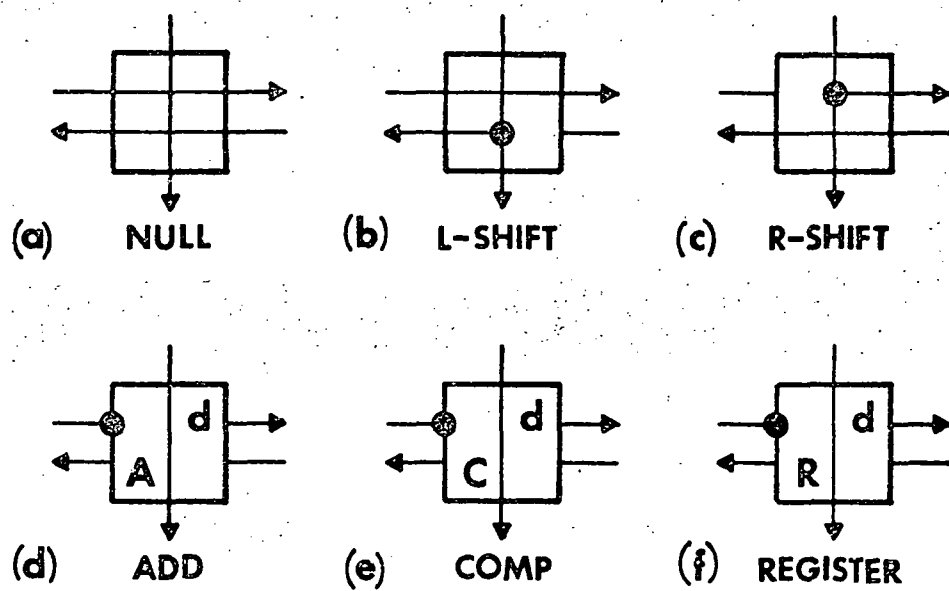 (a) NULL
(b) L-SHIFT
(c) R-SHIFT
d
A
(d) ADD
d
C
(e) COMP
d
R
(f) REGISTER